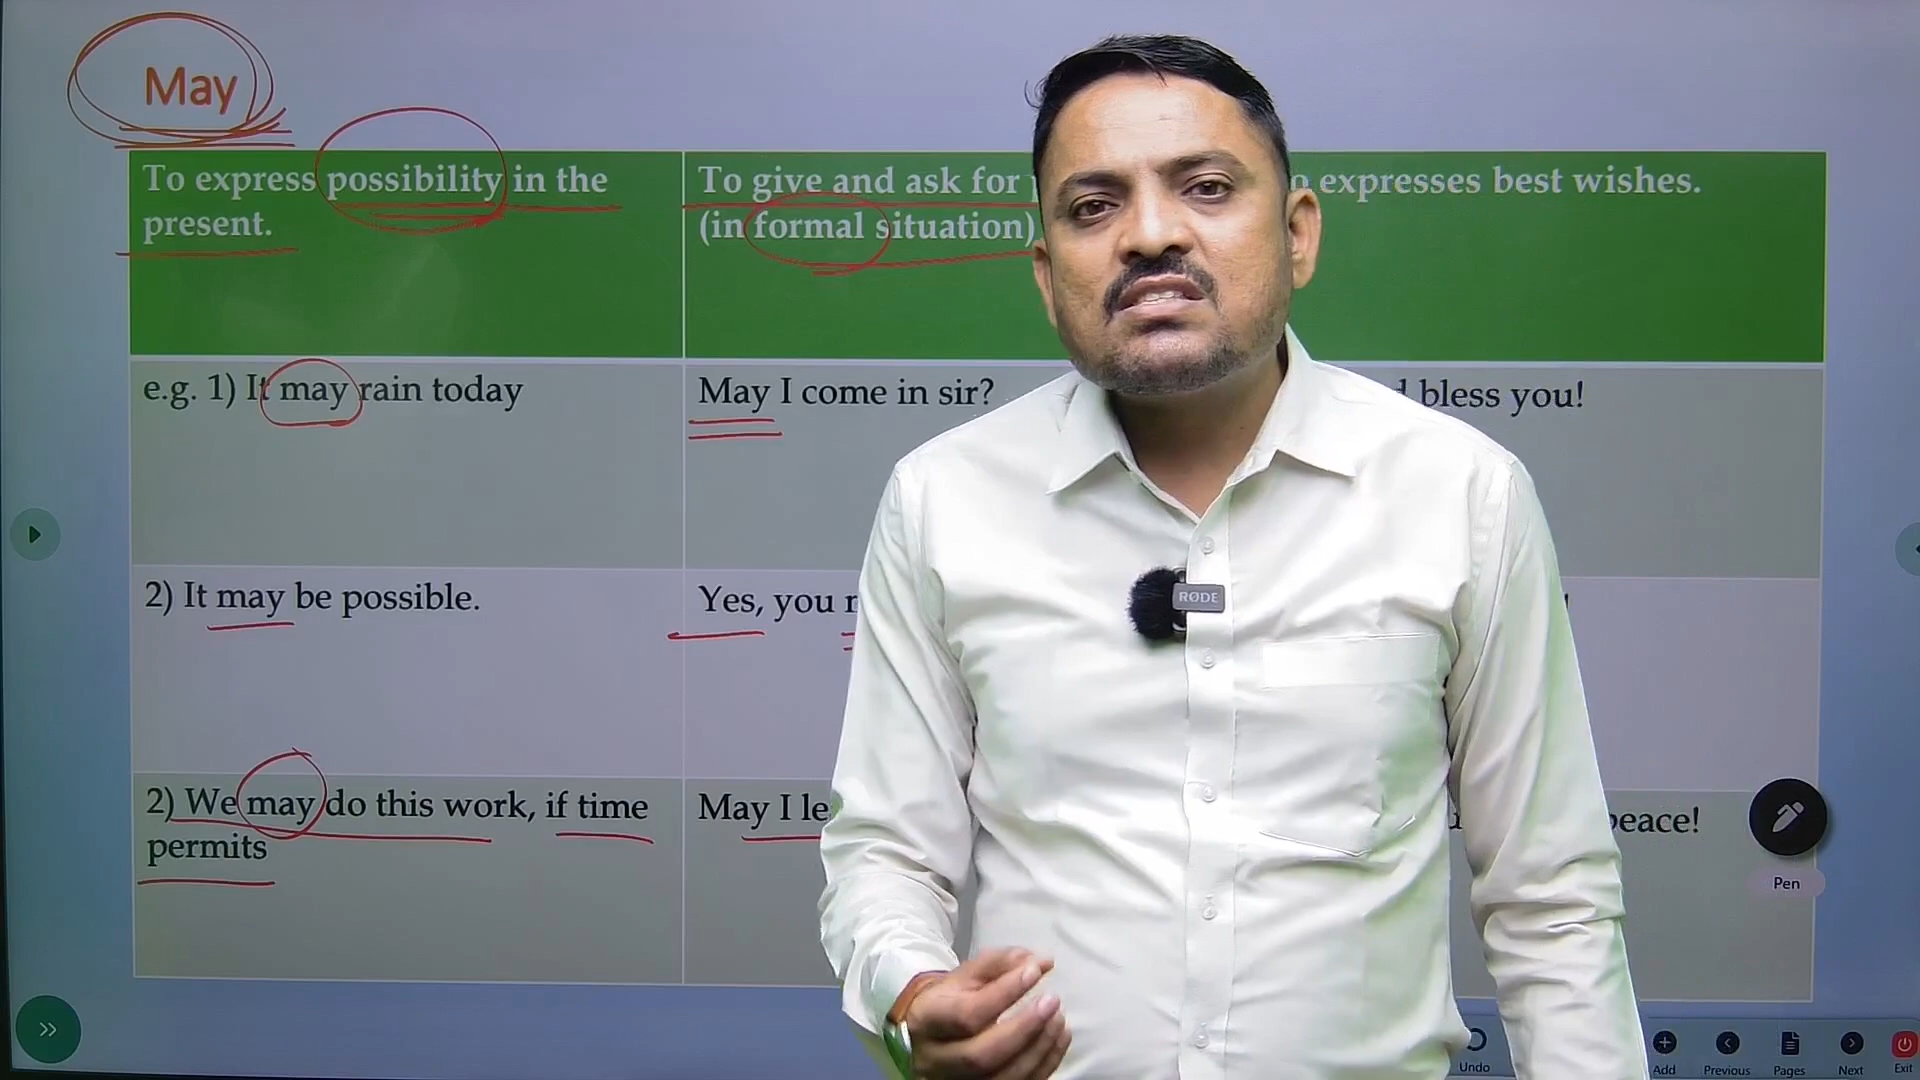 May
To express possibility in the
present.
To give and ask for
(in formal situation)
expresses best wishes.
e.g. 1) It may rain today
May I come in sir?
bless you!
2) It may be possible.
Yes, you
2) We may do this work, if time
permits
May I
peace!
RØDE
Pen
Undo
Add
Previous
Pages
Next
Exit